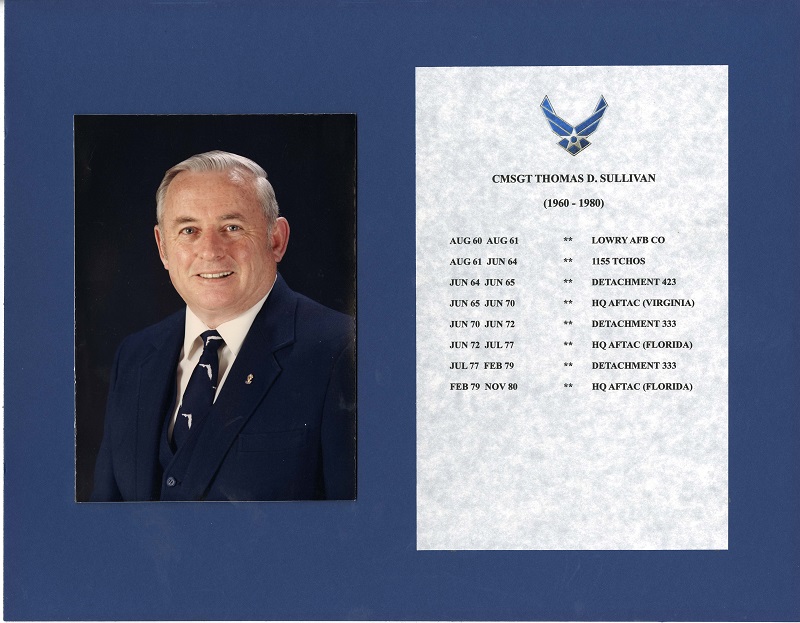 CMSGT THOMAS D. SULLIVAN
(1960 - 1980)
AUG 60 AUG 61 ** LOWRY AFB CO
AUG 61 JUN 64 ** 1155 TCHOS
JUN 64 JUN 65 ** DETACHMENT 423
JUN 65 JUN 70 ** HQ AFTAC (VIRGINIA)
JUN 70 JUN 72 ** DETACHMENT 333
JUN 72 JUL 77 ** HQ AFTAC (FLORIDA)
JUL 77 FEB 79 ** DETACHMENT 333
FEB 79 NOV 80 ** HQ AFTAC (FLORIDA)